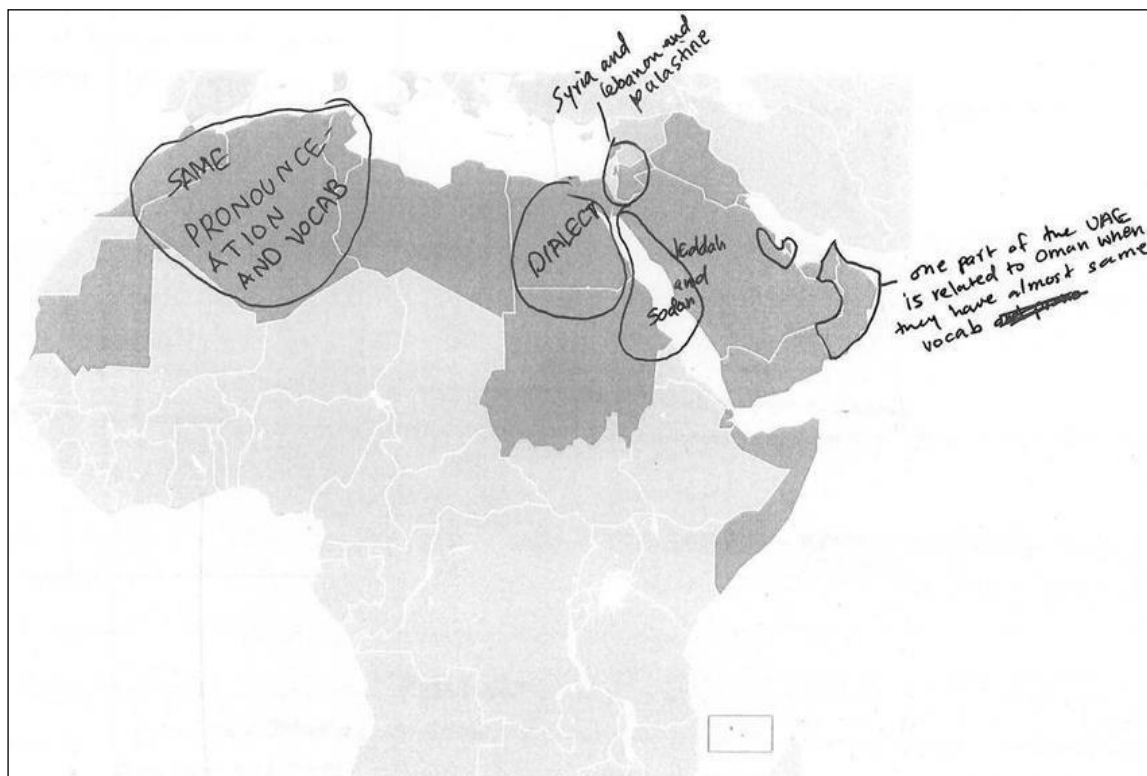 Syria and
lebanon and
palastine
SAME
PRONOUNCE-
ATION
AND VOCAB
DIALECT
Jeddah
and
Sodan
one part of the UAE
is related to Oman when
they have almost same
vocab